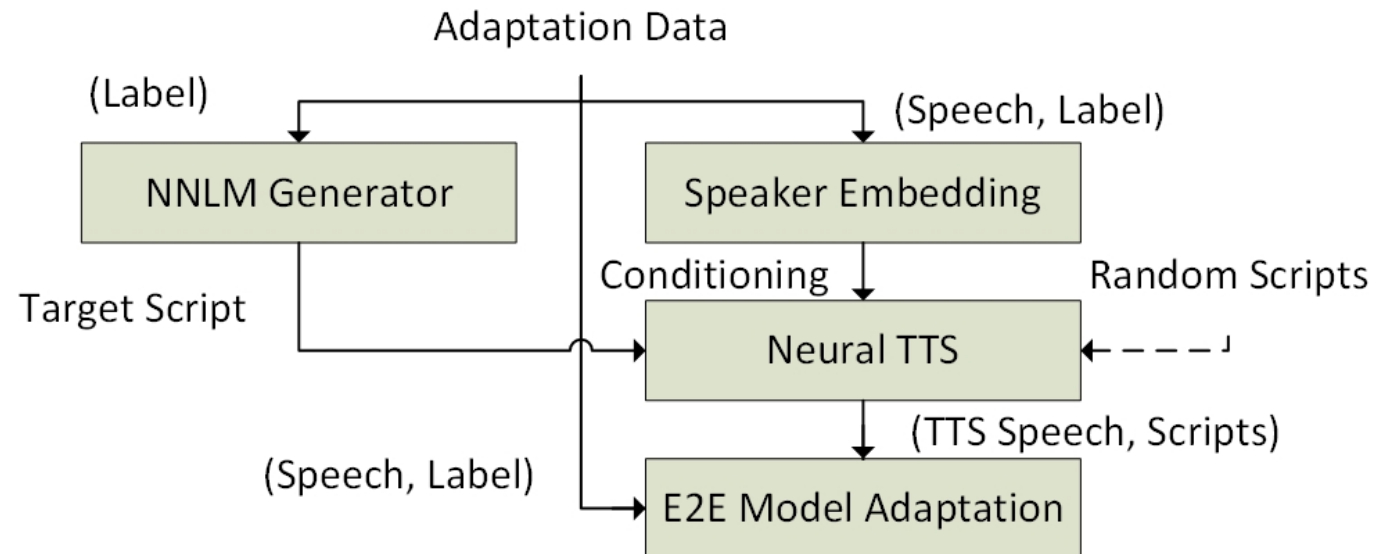 Adaptation Data
(Label)
(Speech, Label)
NNLM Generator
Speaker Embedding
Conditioning
Random Scripts
Target Script
Neural TTS
(TTS Speech, Scripts)
(Speech, Label)
E2E Model Adaptation